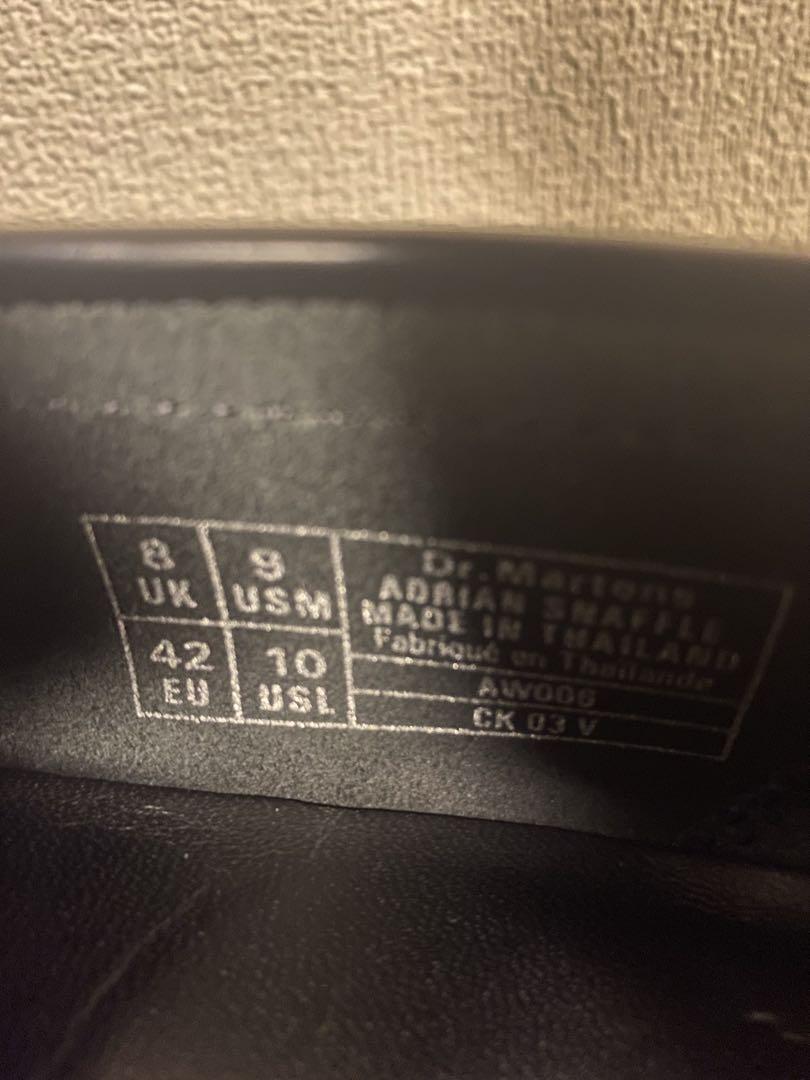 8
UK
9
USM
42
EU
10
USL
Dr. Martens
ADRIAN SNAFFLE
MADE IN THAILAND
Fabriqué en Thailande
AW006
CK 03 V